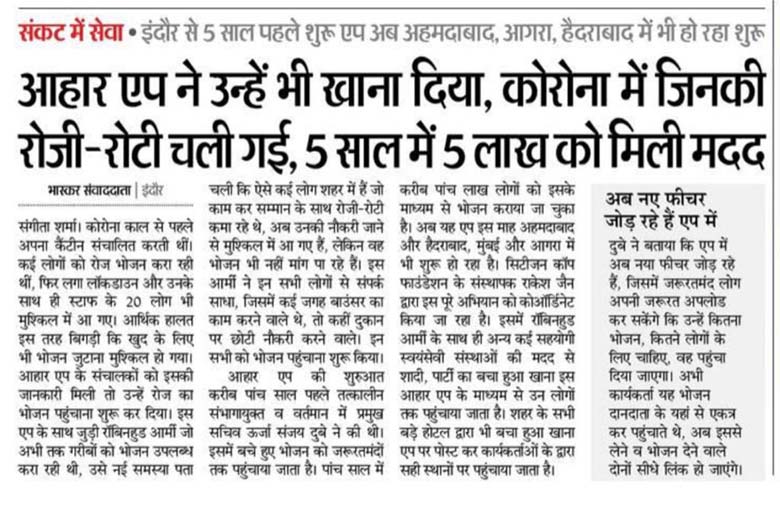 संकट में सेवा • इंदौर से 5 साल पहले शुरू एप अब अहमदाबाद, आगरा, हैदराबाद में भी हो रहा शुरू
आहार एप ने उन्हें भी खाना दिया, कोरोना में जिनकी
रोजी-रोटी चली गई, 5 साल में 5 लाख को मिली मदद
भास्कर संवाददाता | इंदौर
संगीता शर्मा। कोरोना काल से पहले
अपना कैंटीन संचालित करती थीं।
कई लोगों को रोज भोजन करा रही
थीं, फिर लगा लॉकडाउन और उनके
साथ ही स्टाफ के 20 लोग भी
मुश्किल में आ गए। आर्थिक हालत
इस तरह बिगड़ी कि खुद के लिए
भी भोजन जुटाना मुश्किल हो गया।
आहार एप के संचालकों को इसकी
जानकारी मिली तो उन्हें रोज का
भोजन पहुंचाना शुरू कर दिया। इस
एप के साथ जुड़ी रॉबिनहुड आर्मी जो
अभी तक गरीबों को भोजन उपलब्ध
करा रही थी, उसे नई समस्या पता
चली कि ऐसे कई लोग शहर में हैं जो
काम कर सम्मान के साथ रोजी-रोटी
कमा रहे थे, अब उनकी नौकरी जाने
से मुश्किल में आ गए हैं, लेकिन वह
भोजन भी नहीं मांग पा रहे हैं। इस
आर्मी ने इन सभी लोगों से संपर्क
साधा, जिसमें कई जगह बाउंसर का
काम करने वाले थे, तो कहीं दुकान
पर छोटी नौकरी करने वाले। इन
सभी को भोजन पहुंचाना शुरू किया।
आहार एप की शुरुआत
करीब पांच साल पहले तत्कालीन
संभागायुक्त व वर्तमान में प्रमुख
सचिव ऊर्जा संजय दुबे ने की थी।
इसमें बचे हुए भोजन को जरूरतमंदों
तक पहुंचाया जाता है। पांच साल में
करीब पांच लाख लोगों को इसके
माध्यम से भोजन कराया जा चुका
है। अब यह एप इस माह अहमदाबाद
और हैदराबाद, मुंबई और आगरा में
भी शुरू हो रहा है। सिटीजन कॉप
फाउंडेशन के संस्थापक राकेश जैन
द्वारा इस पूरे अभियान को कोऑर्डिनेट
किया जा रहा है। इसमें रॉबिनहुड
आर्मी के साथ ही अन्य कई सहयोगी
स्वयंसेवी संस्थाओं की मदद से
शादी, पार्टी का बचा हुआ खाना इस
आहार एप के माध्यम से उन लोगों
तक पहुंचाया जाता है। शहर के सभी
बड़े होटल द्वारा भी बचा हुआ खाना
एप पर पोस्ट कर कार्यकर्ताओं के द्वारा
सही स्थानों पर पहुंचाया जाता है।
अब नए फीचर
जोड़ रहे हैं एप में
दुबे ने बताया कि एप में
अब नया फीचर जोड़ रहे
हैं, जिसमें जरूरतमंद लोग
अपनी जरूरत अपलोड
कर सकेंगे कि उन्हें कितना
भोजन, कितने लोगों के
लिए चाहिए, वह पहुंचा
दिया जाएगा। अभी
कार्यकर्ता यह भोजन
दानदाता के यहां से एकत्र
कर पहुंचाते थे, अब इससे
लेने व भोजन देने वाले
दोनों सीधे लिंक हो जाएंगे।